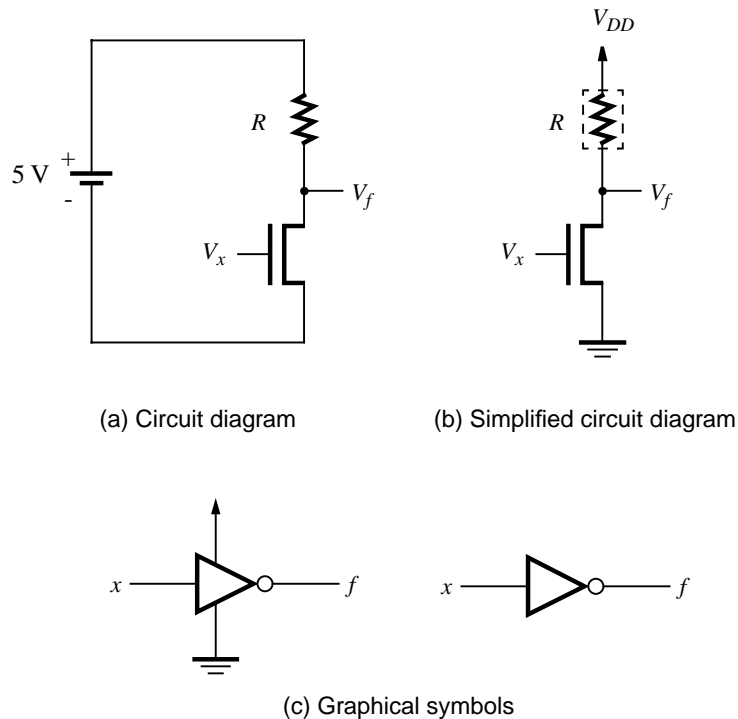 V_DD
R
R
+
5 V
-
V_f
V_f
V_x
V_x
(a) Circuit diagram
(b) Simplified circuit diagram
x
f
x
f
(c) Graphical symbols